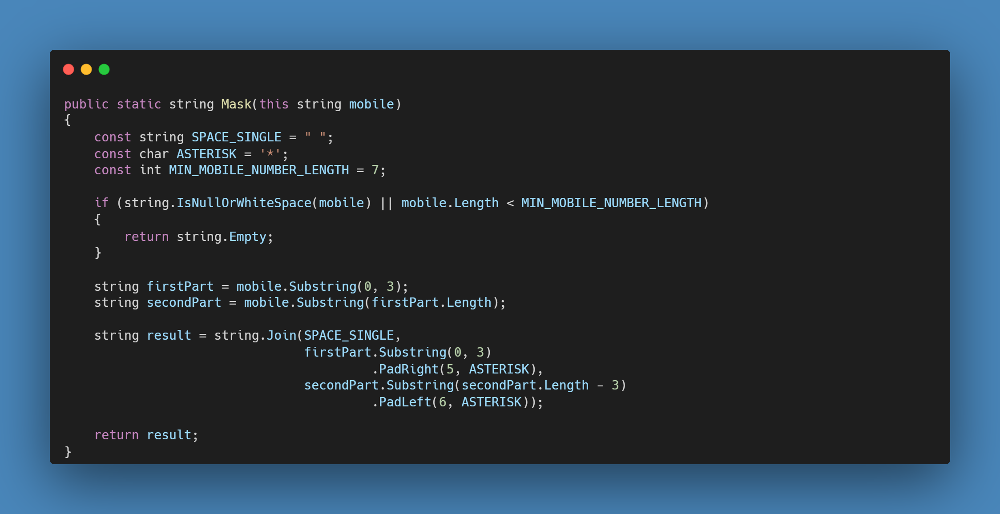 public static string Mask(this string mobile)
{
    const string SPACE_SINGLE = " ";
    const char ASTERISK = '*';
    const int MIN_MOBILE_NUMBER_LENGTH = 7;

    if (string.IsNullOrWhiteSpace(mobile) || mobile.Length < MIN_MOBILE_NUMBER_LENGTH)
    {
        return string.Empty;
    }

    string firstPart = mobile.Substring(0, 3);
    string secondPart = mobile.Substring(firstPart.Length);

    string result = string.Join(SPACE_SINGLE,
                                firstPart.Substring(0, 3)
                                         .PadRight(5, ASTERISK),
                                secondPart.Substring(secondPart.Length - 3)
                                         .PadLeft(6, ASTERISK));

    return result;
}